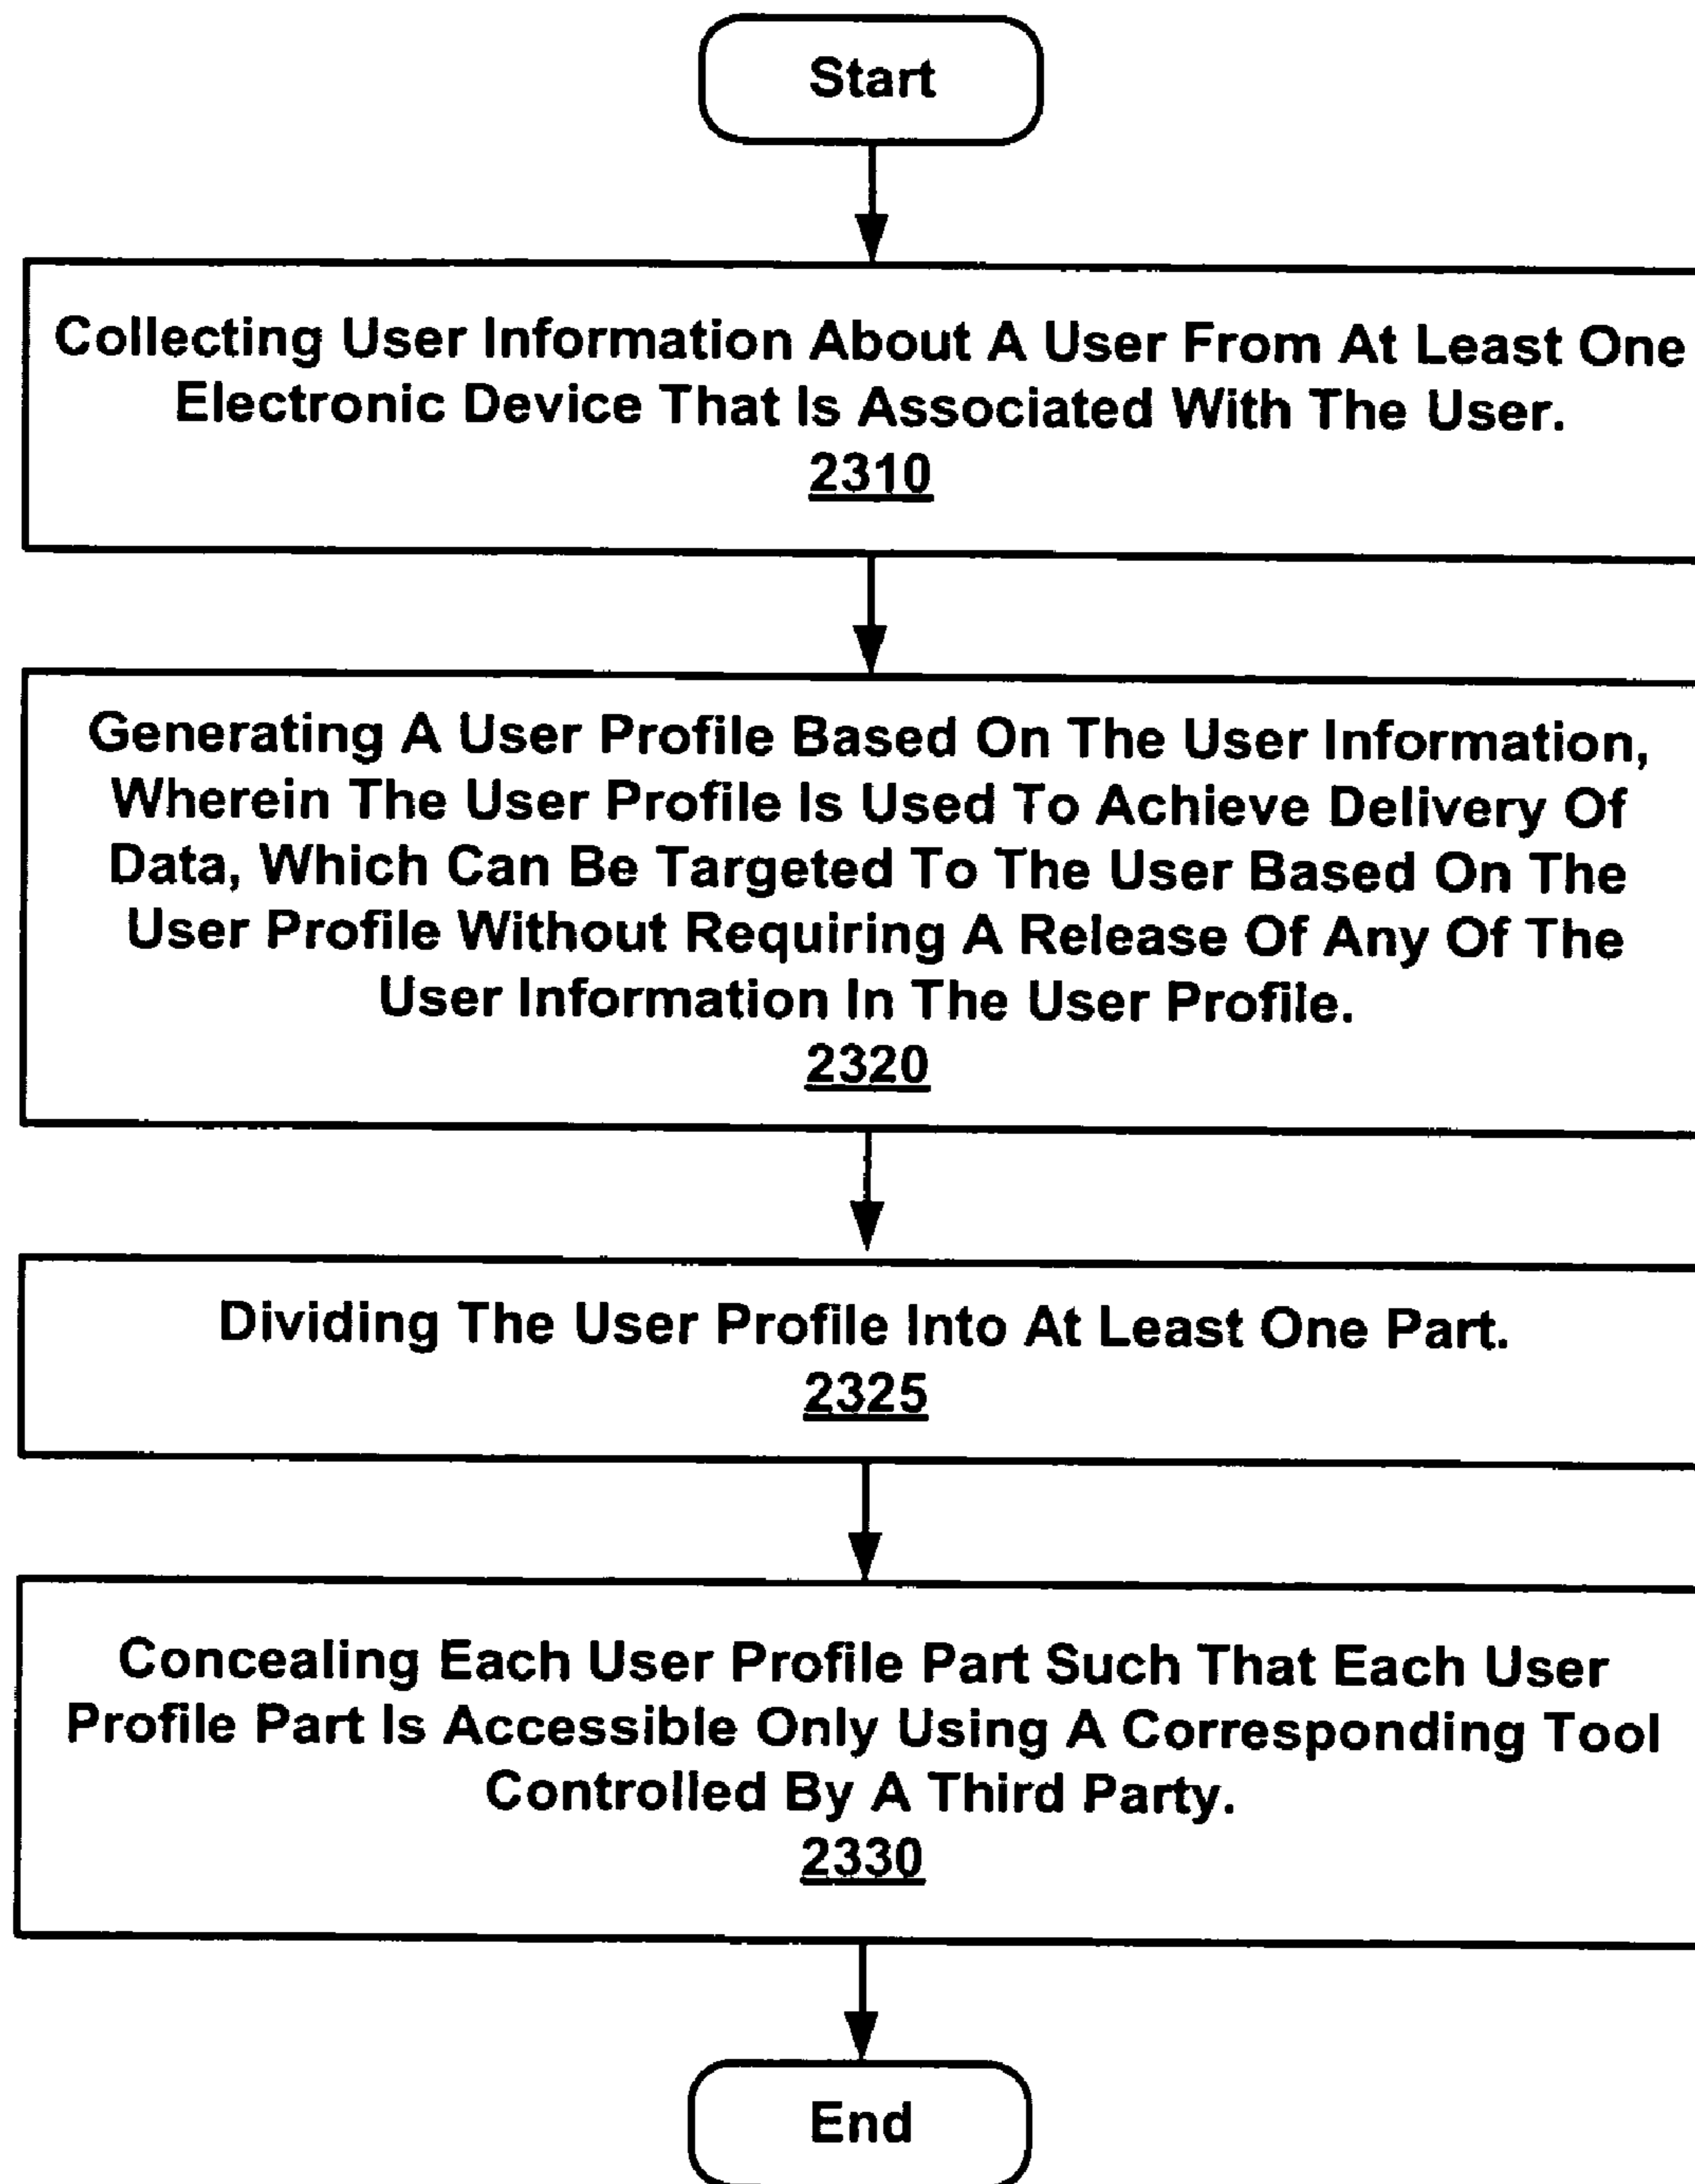 Start
Collecting User Information About A User From At Least One
Electronic Device That Is Associated With The User.
2310
Generating A User Profile Based On The User Information,
Wherein The User Profile Is Used To Achieve Delivery Of
Data, Which Can Be Targeted To The User Based On The
User Profile Without Requiring A Release Of Any Of The
User Information In The User Profile.
2320
Dividing The User Profile Into At Least One Part.
2325
Concealing Each User Profile Part Such That Each User
Profile Part Is Accessible Only Using A Corresponding Tool
Controlled By A Third Party.
2330
End